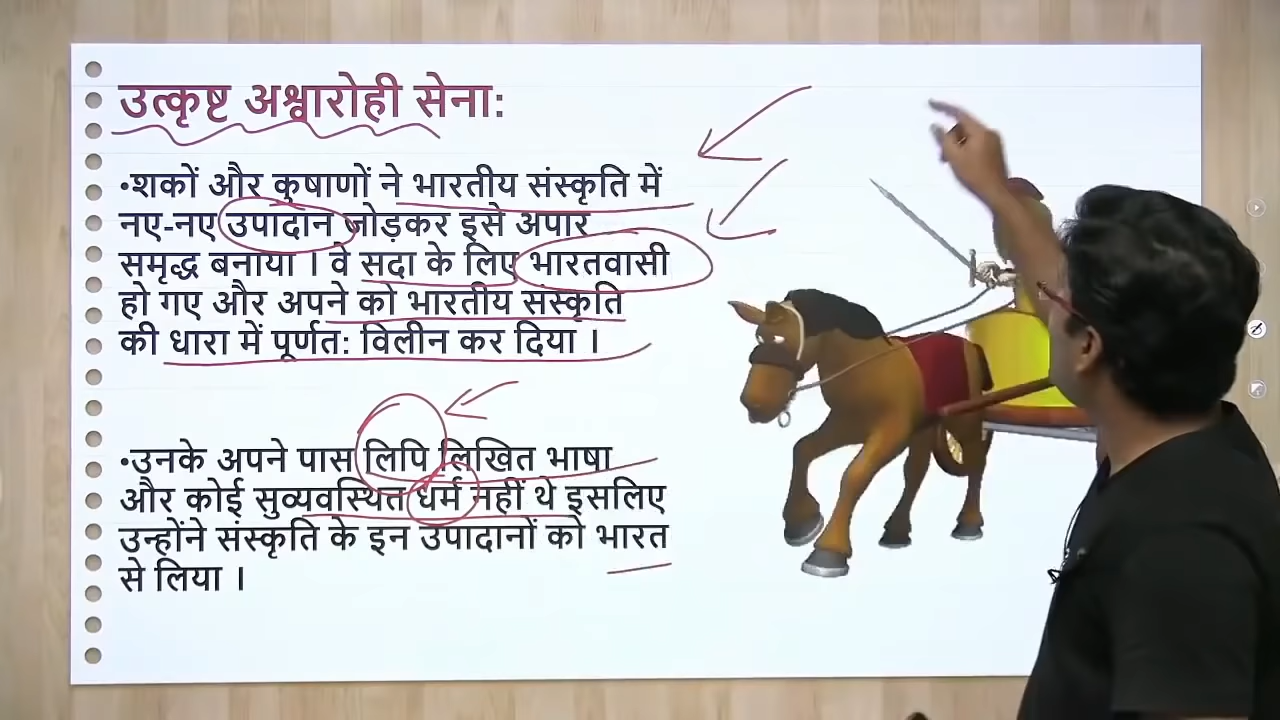 उत्कृष्ट अश्वारोही सेना:
•शकों और कुषाणों ने भारतीय संस्कृति में
नए-नए उपादान जोड़कर इसे अपार
समृद्ध बनाया । वे सदा के लिए भारतवासी
हो गए और अपने को भारतीय संस्कृति
की धारा में पूर्णत: विलीन कर दिया ।
•उनके अपने पास लिपि लिखित भाषा
और कोई सुव्यवस्थित धर्म नहीं थे इसलिए
उन्होंने संस्कृति के इन उपादानों को भारत
से लिया ।